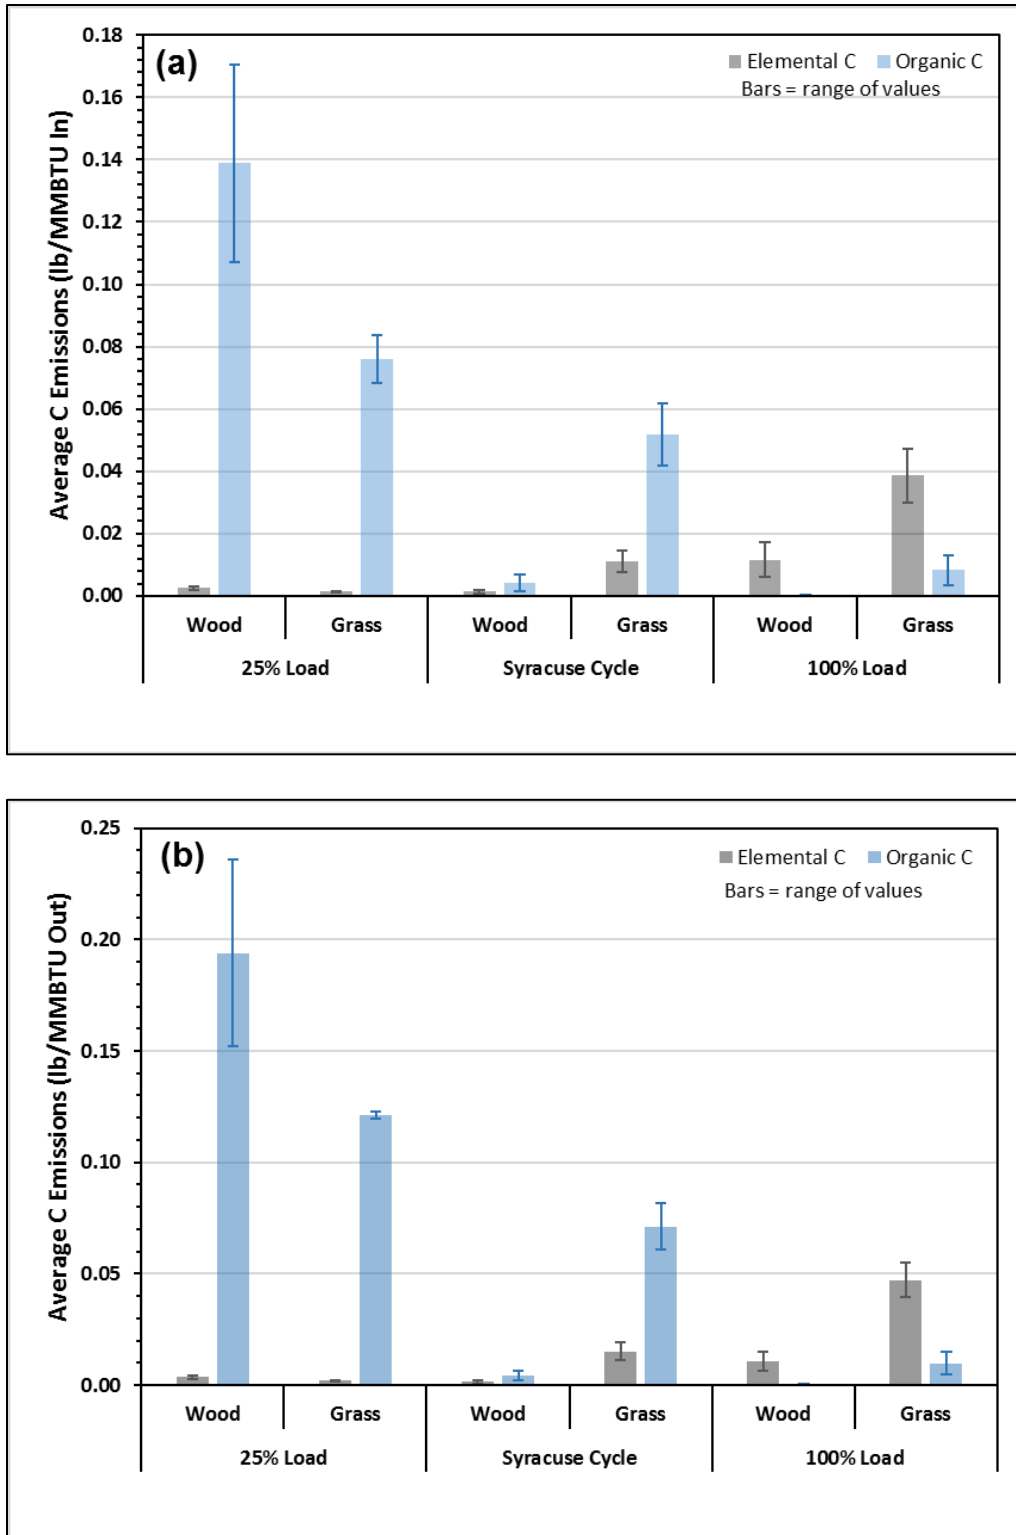 (a)
Elemental C Organic C
Bars = range of values
Average C Emissions (lb/MMBTU In)
0.18
0.16
0.14
0.12
0.10
0.08
0.06
0.04
0.02
0.00
Wood Grass Wood Grass Wood Grass
25% Load Syracuse Cycle 100% Load
(b)
Elemental C Organic C
Bars = range of values
Average C Emissions (lb/MMBTU Out)
0.25
0.20
0.15
0.10
0.05
0.00
Wood Grass Wood Grass Wood Grass
25% Load Syracuse Cycle 100% Load